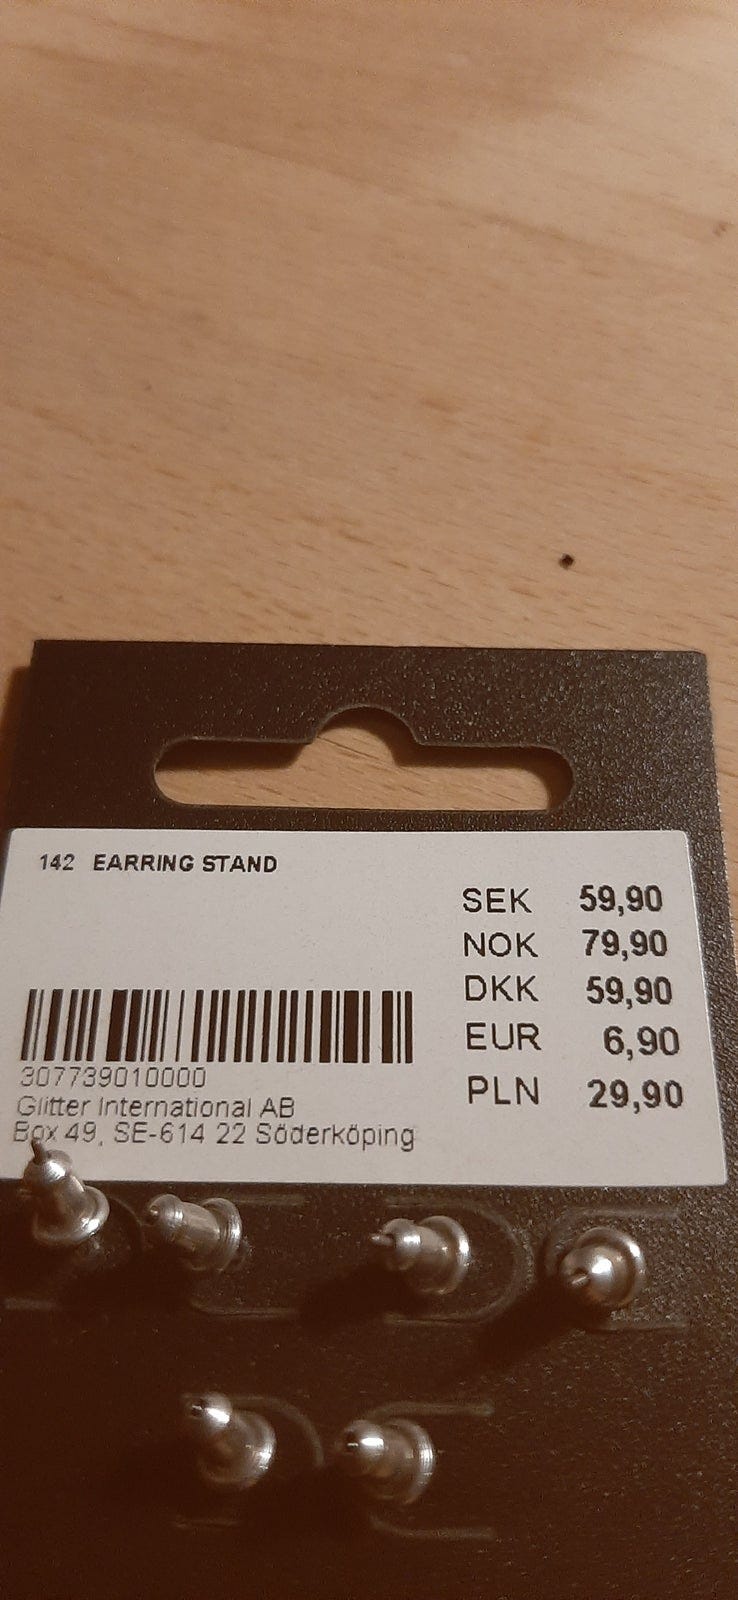 142 EARRING STAND
SEK 59,90
NOK 79,90
DKK 59,90
EUR 6,90
PLN 29,90
307739010000
Glitter International AB
Box 49, SE-614 22 Söderköping